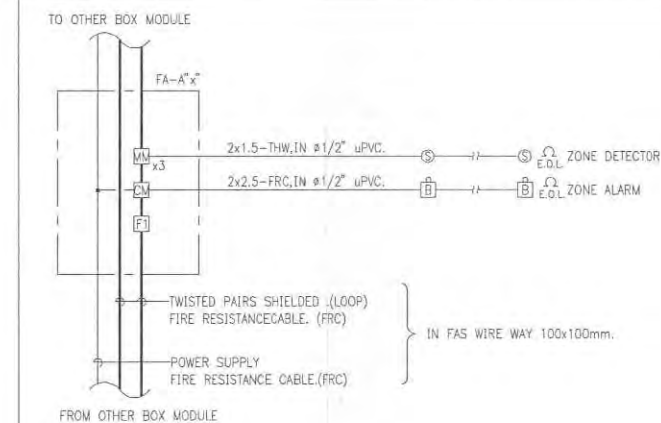 TO OTHER BOX MODULE
FA-A"x"
MM
x3
2x1.5-THW,IN ø1/2" uPVC.
S
S
Ω
E.O.L.
ZONE DETECTOR
CM
2x2.5-FRC,IN ø1/2" uPVC.
B
B
Ω
E.O.L.
ZONE ALARM
F1
TWISTED PAIRS SHIELDED .(LOOP)
FIRE RESISTANCECABLE. (FRC)
IN FAS WIRE WAY 100x100mm.
POWER SUPPLY
FIRE RESISTANCE CABLE.(FRC)
FROM OTHER BOX MODULE